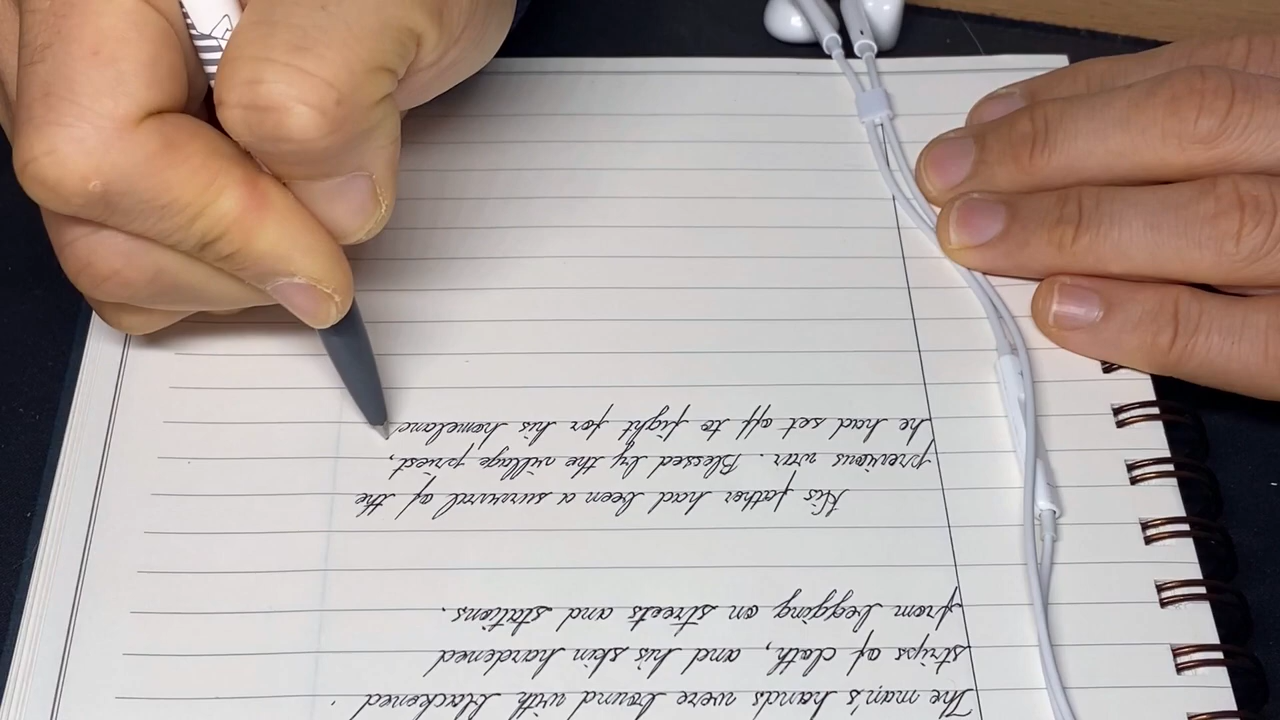 The man's hands were bound with blackened
strips of cloth, and his skin hardened
from begging on streets and stations.
His father had been a survivor of the
previous war. Blessed by the village priest,
he had set off to fight for his homeland